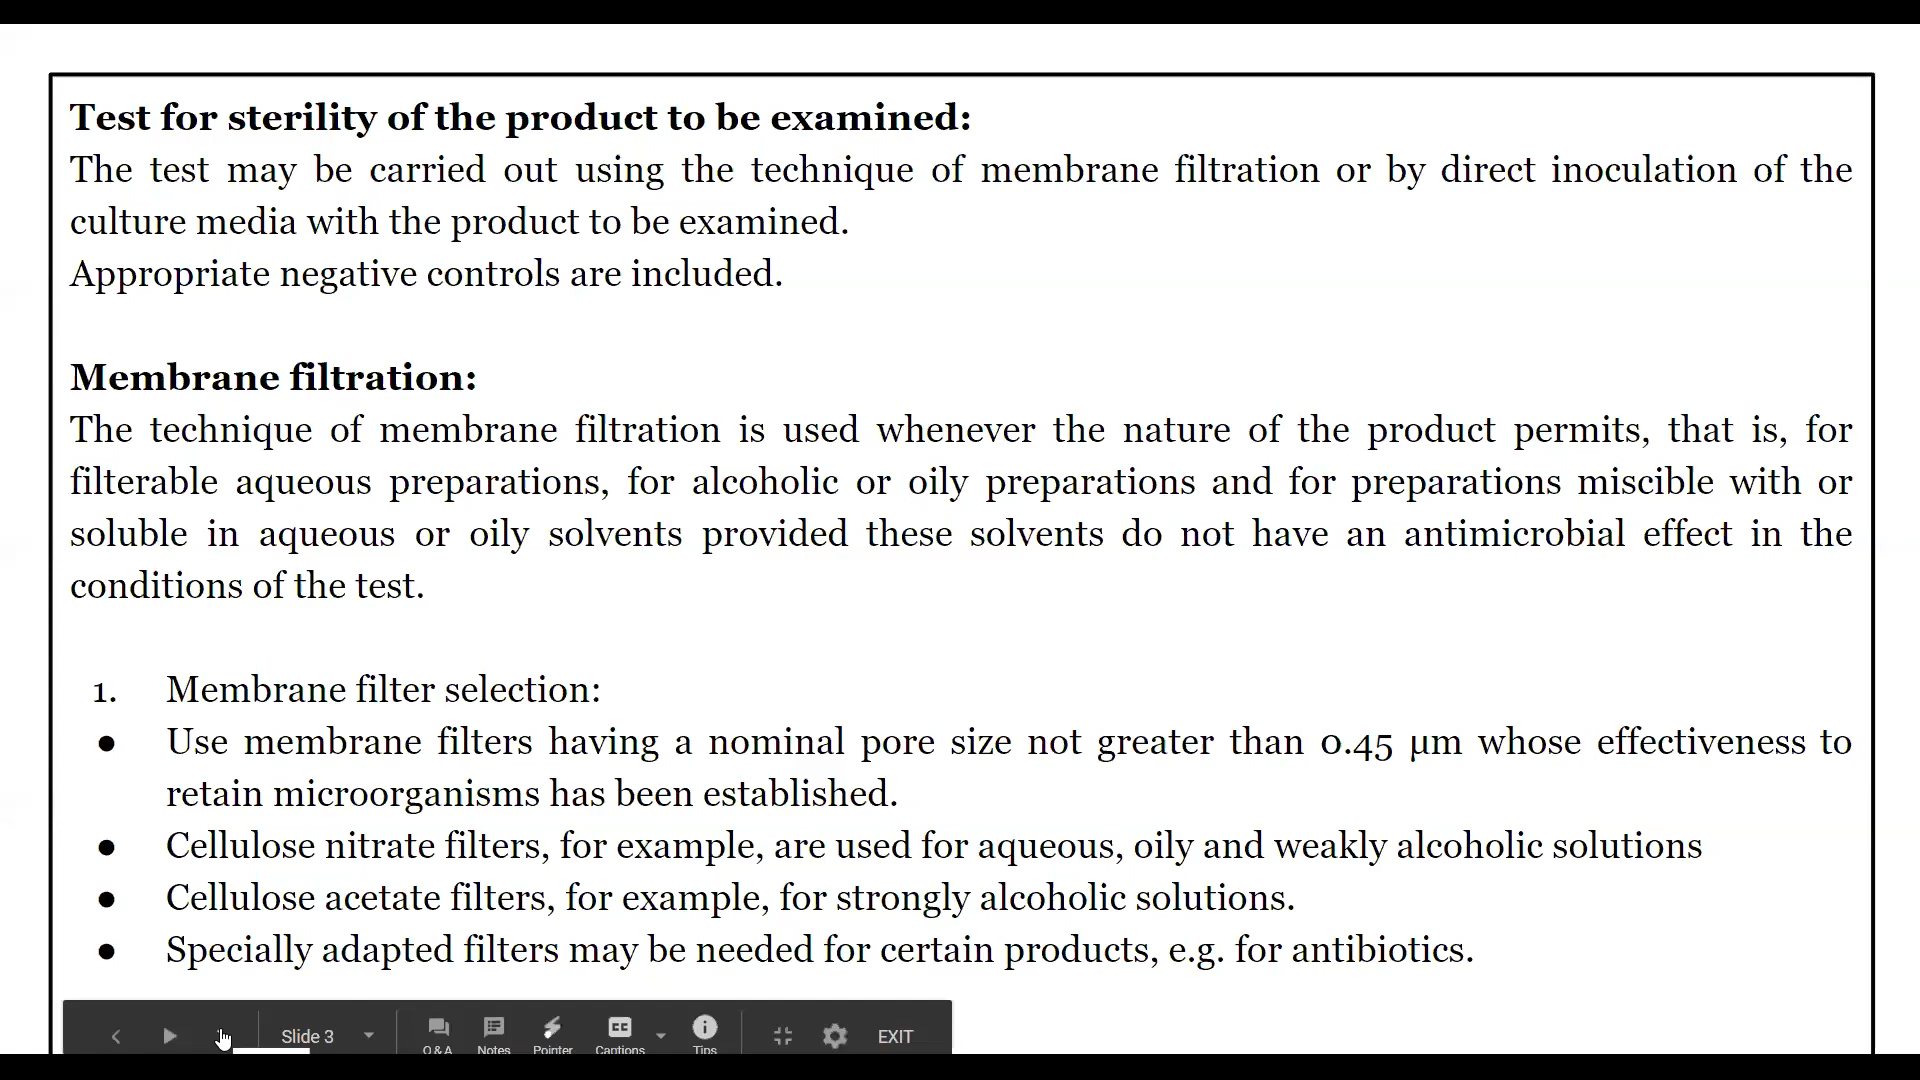 Test for sterility of the product to be examined:
The test may be carried out using the technique of membrane filtration or by direct inoculation of the
culture media with the product to be examined.
Appropriate negative controls are included.
Membrane filtration:
The technique of membrane filtration is used whenever the nature of the product permits, that is, for
filterable aqueous preparations, for alcoholic or oily preparations and for preparations miscible with or
soluble in aqueous or oily solvents provided these solvents do not have an antimicrobial effect in the
conditions of the test.
1. Membrane filter selection:
● Use membrane filters having a nominal pore size not greater than 0.45 µm whose effectiveness to
retain microorganisms has been established.
● Cellulose nitrate filters, for example, are used for aqueous, oily and weakly alcoholic solutions
● Cellulose acetate filters, for example, for strongly alcoholic solutions.
● Specially adapted filters may be needed for certain products, e.g. for antibiotics.
Slide 3 Q&A Notes Pointer CC Captions Tips EXIT